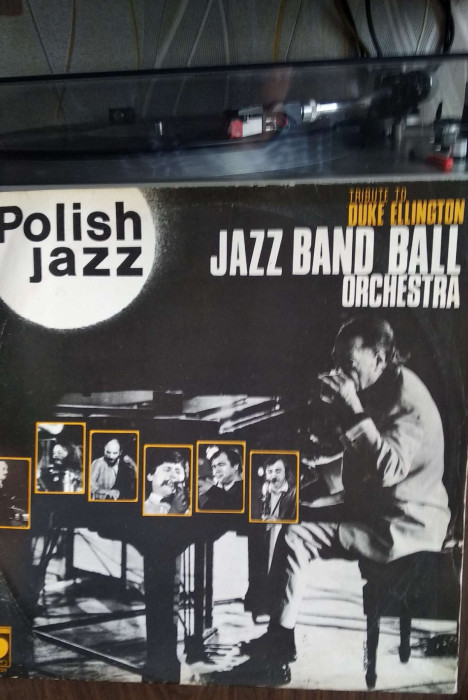 Polish
jazz
TRIBUTE TO
DUKE ELLINGTON
JAZZ BAND BALL
ORCHESTRA